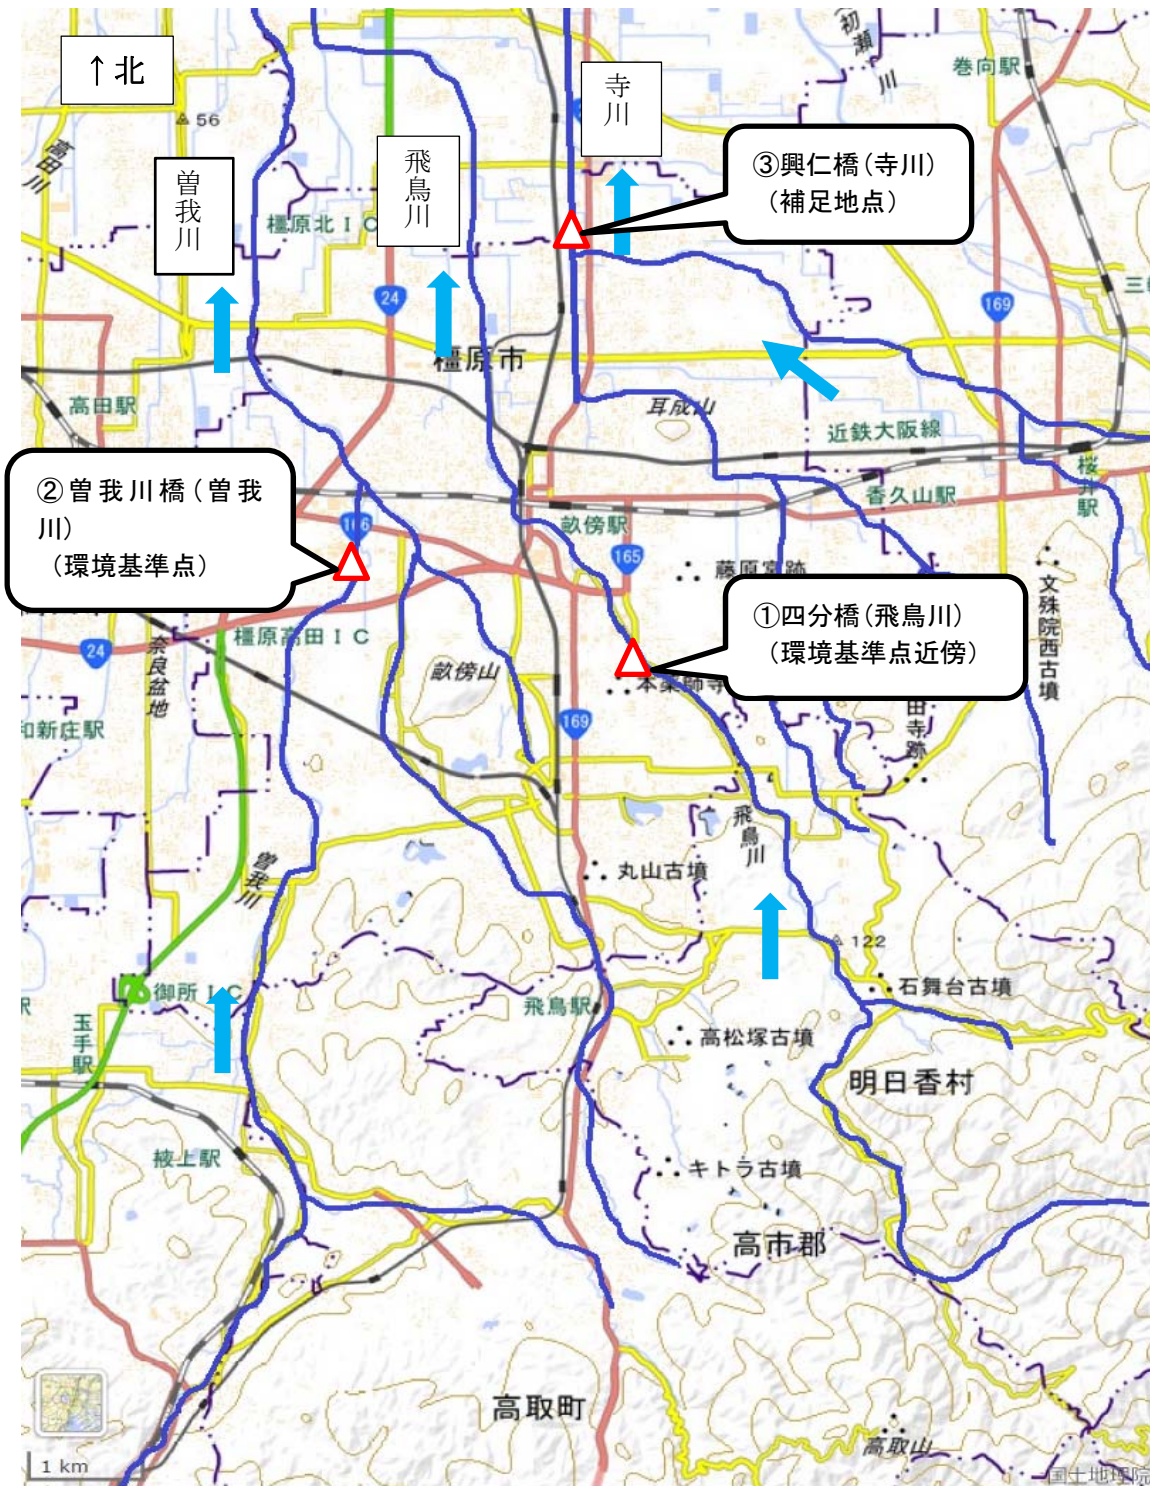 ↑北
初瀬川
巻向駅
寺川
56
高田川
飛鳥川
曽我川
③興仁橋(寺川)
(補足地点)
橿原北IC
24
169
橿原市
高田駅
耳成山
近鉄大阪線
桜井駅
香久山駅
②曽我川橋(曽我
川)
(環境基準点)
166
畝傍駅
165
藤原宮跡
文殊院西古墳
①四分橋(飛鳥川)
(環境基準点近傍)
橿原高田IC
24
奈良盆地
畝傍山
本薬師寺
田寺跡
和新庄駅
169
飛鳥川
曽我川
丸山古墳
122
石舞台古墳
御所IC
飛鳥駅
玉手駅
高松塚古墳
明日香村
掖上駅
キトラ古墳
高市郡
高取町
高取山
1 km
国土地理院